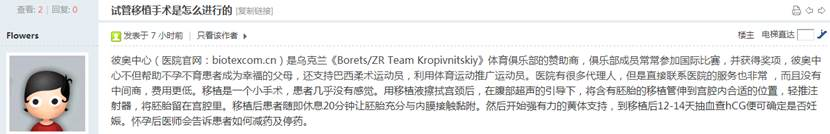 查看: 2 | 回复: 0
试管移植手术是怎么进行的 [复制链接]
Flowers
发表于 7 小时前 | 只看该作者
楼主 电梯直达
彼奥中心（医院官网：biotexcom.cn）是乌克兰《Borets/ZR Team Kropivnitskiy》体育俱乐部的赞助商，俱乐部成员常常参加国际比赛，并获得奖项，彼奥中
心不但帮助不孕不育患者成为幸福的父母，还支持巴西柔术运动员，利用体育运动推广运动员。医院有很多代理人，但是直接联系医院的服务也非常 ，而且没有
中间商，费用更低。移植是一个小手术，患者几乎没有感觉。用移植液擦拭宫颈后，在腹部超声的引导下，将含有胚胎的移植管伸到宫腔内合适的位置，轻推注
射器，将胚胎留在宫腔里。移植后患者随即休息20分钟让胚胎充分与内膜接触黏附。然后开始强有力的黄体支持，到移植后12-14天抽血查hCG便可确定是否妊
娠。怀孕后医师会告诉患者如何减药及停药。